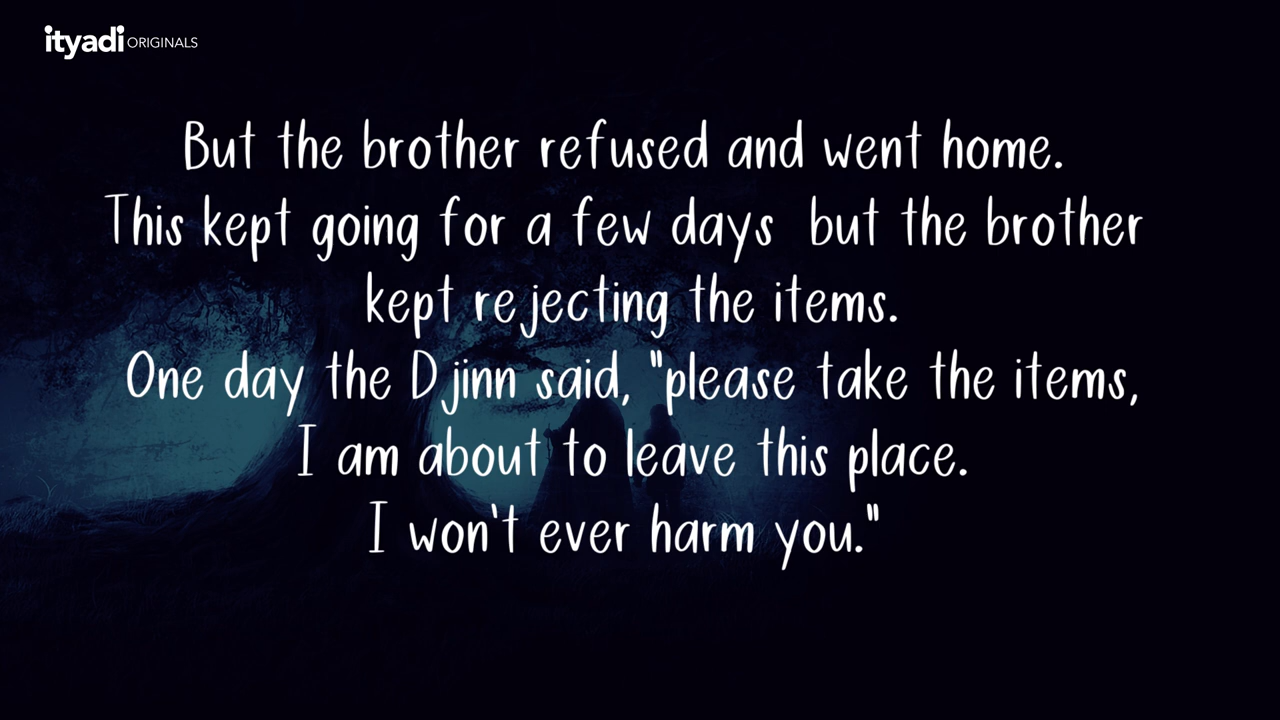 ityadi ORIGINALS
But the brother refused and went home.
This kept going for a few days but the brother
kept rejecting the items.
One day the Djinn said, "please take the items,
I am about to leave this place.
I won't ever harm you."